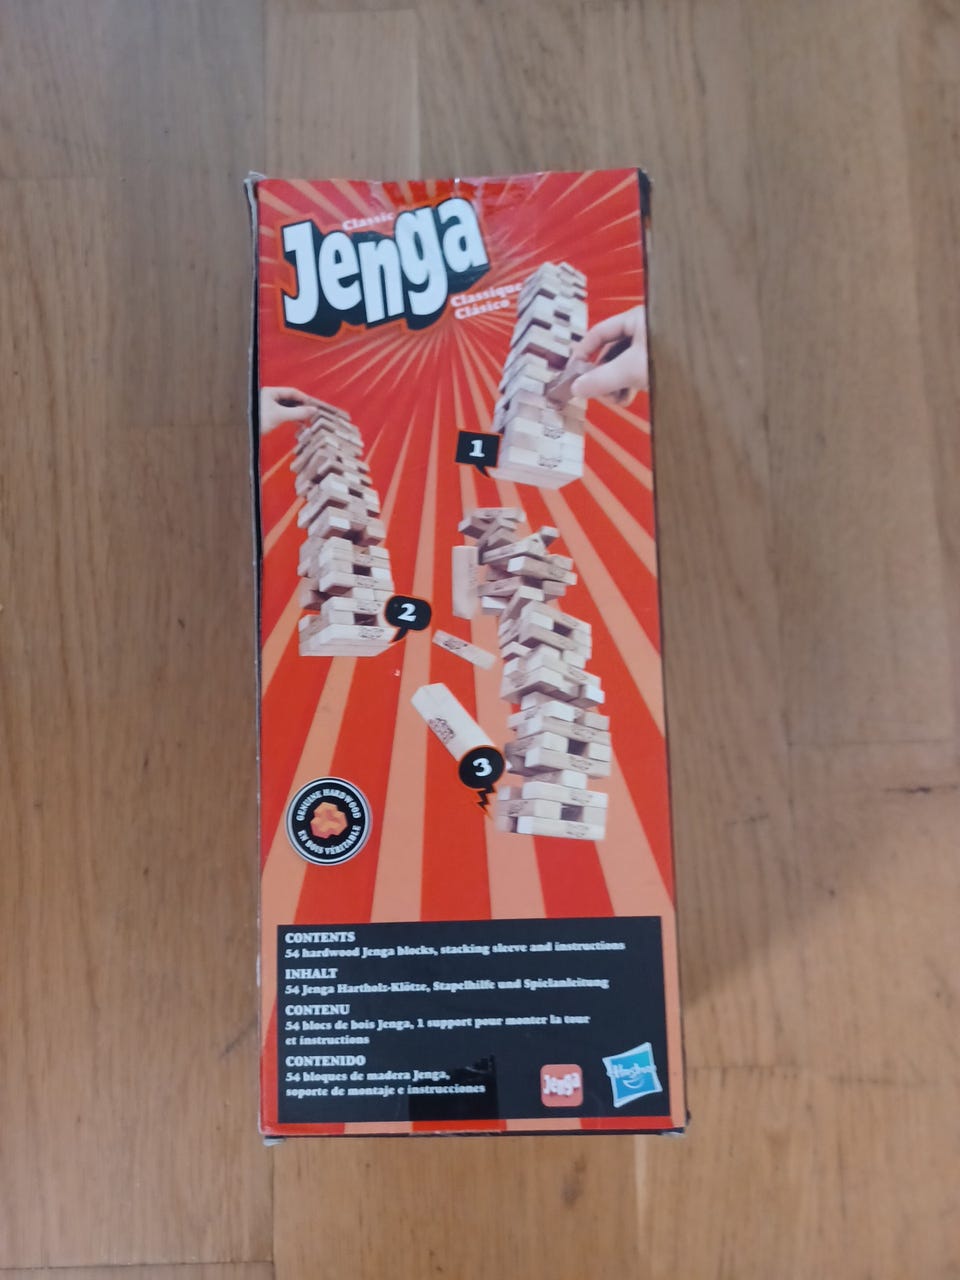 Classic
Jenga
Classique
Clásico
1
2
3
GENUINE HARDWOOD
EN BOIS VÉRITABLE
CONTENTS
54 hardwood Jenga blocks, stacking sleeve and instructions
INHALT
54 Jenga Hartholz-Klötze, Stapelhilfe und Spielanleitung
CONTENU
54 blocs de bois Jenga, 1 support pour monter la tour
et instructions
CONTENIDO
54 bloques de madera Jenga,
soporte de montaje e instrucciones
Jenga
Hasbro